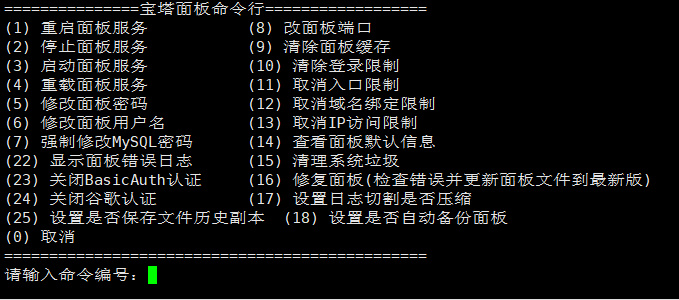 ===============宝塔面板命令行==================
(1) 重启面板服务           (8) 改面板端口
(2) 停止面板服务           (9) 清除面板缓存
(3) 启动面板服务           (10) 清除登录限制
(4) 重载面板服务           (11) 取消入口限制
(5) 修改面板密码           (12) 取消域名绑定限制
(6) 修改面板用户名         (13) 取消IP访问限制
(7) 强制修改MySQL密码      (14) 查看面板默认信息
(22) 显示面板错误日志      (15) 清理系统垃圾
(23) 关闭BasicAuth认证     (16) 修复面板(检查错误并更新面板文件到最新版)
(24) 关闭谷歌认证          (17) 设置日志切割是否压缩
(25) 设置是否保存文件历史副本  (18) 设置是否自动备份面板
(0) 取消
===============================================
请输入命令编号：